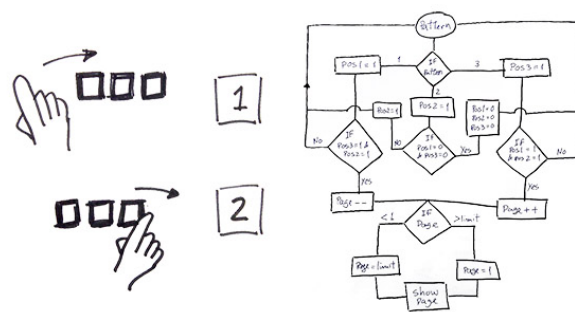 1
2
Pattern
IF
Button
1
2
3
Pos1=1
Pos2=1
Pos3=1
Pos2=1
Pos1=0
Pos2=0
Pos3=0
IF
Pos3=1 &
Pos2=1
No
Yes
IF
Pos1=0
& Pos3=0
No
Yes
IF
Pos1=1
& Pos2=1
No
Yes
Page --
Page ++
IF
Page
<1
>limit
Page=limit
Page=1
Show
Page